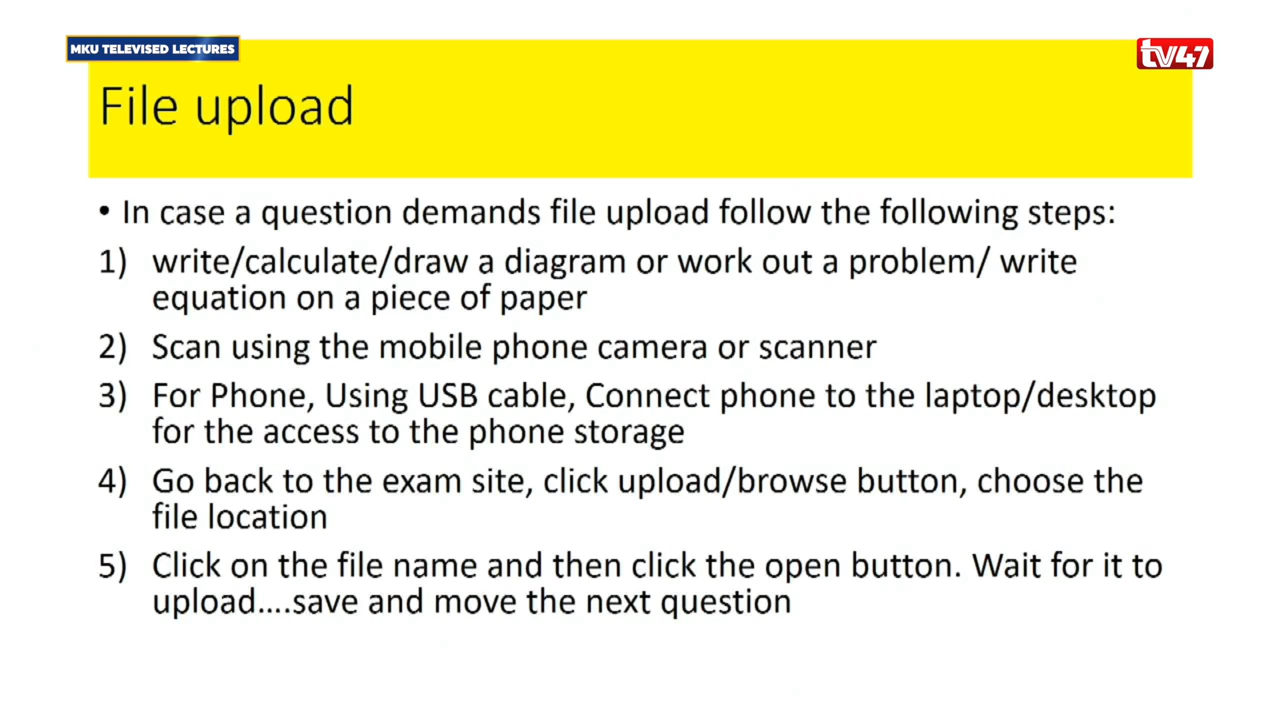 MKU TELEVISED LECTURES
tv47
File upload
• In case a question demands file upload follow the following steps:
1) write/calculate/draw a diagram or work out a problem/ write
equation on a piece of paper
2) Scan using the mobile phone camera or scanner
3) For Phone, Using USB cable, Connect phone to the laptop/desktop
for the access to the phone storage
4) Go back to the exam site, click upload/browse button, choose the
file location
5) Click on the file name and then click the open button. Wait for it to
upload....save and move the next question